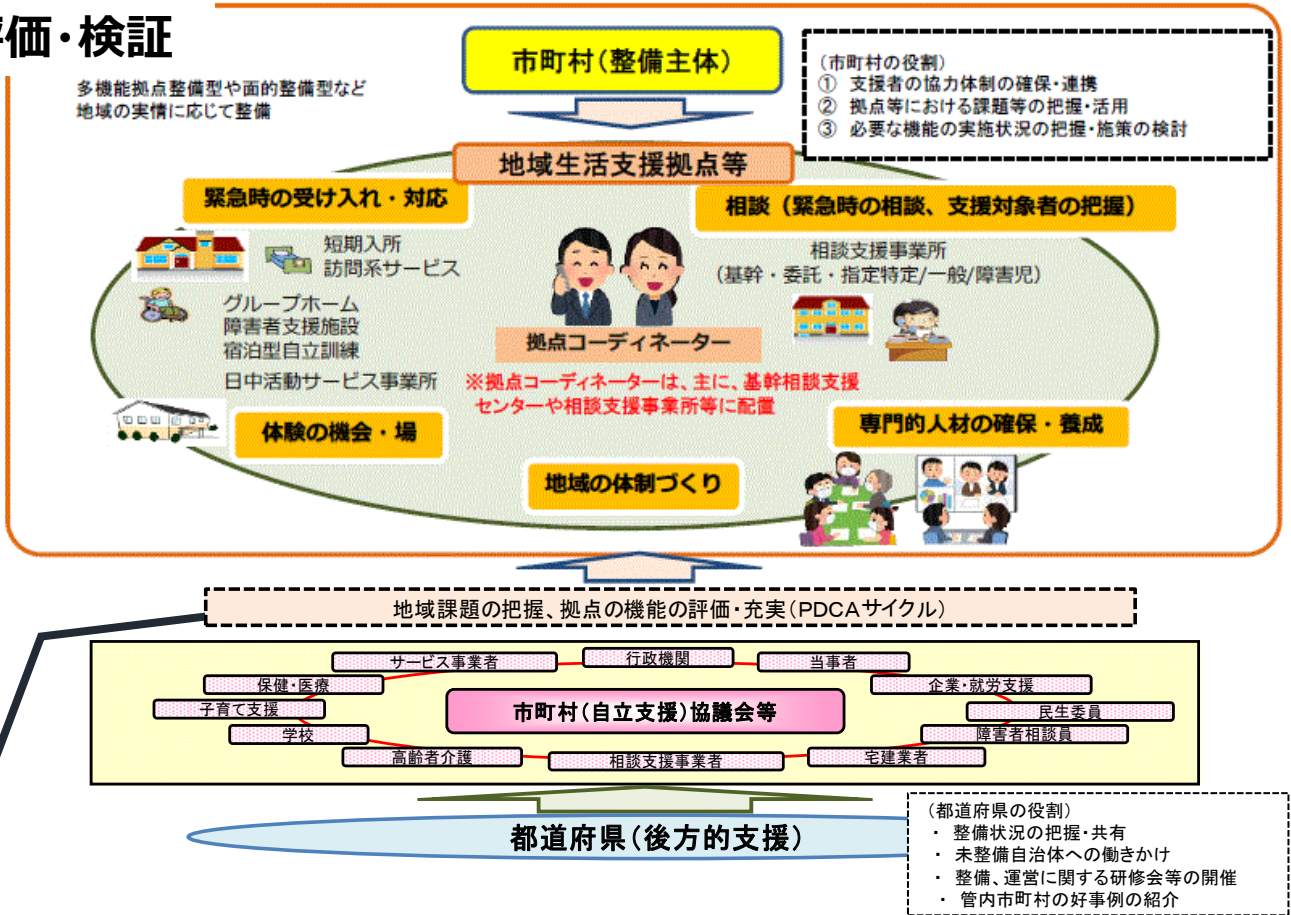 価・検証
市町村(整備主体)
多機能拠点整備型や面的整備型など
地域の実情に応じて整備
(市町村の役割)
① 支援者の協力体制の確保・連携
② 拠点等における課題等の把握・活用
③ 必要な機能の実施状況の把握・施策の検討
地域生活支援拠点等
緊急時の受け入れ・対応
相談(緊急時の相談、支援対象者の把握)
短期入所
訪問系サービス
相談支援事業所
(基幹・委託・指定特定/一般/障害児)
グループホーム
障害者支援施設
宿泊型自立訓練
日中活動サービス事業所
拠点コーディネーター
※拠点コーディネーターは、主に、基幹相談支援
センターや相談支援事業所等に配置
体験の機会・場
専門的人材の確保・養成
地域の体制づくり
地域課題の把握、拠点の機能の評価・充実(PDCAサイクル)
サービス事業者
行政機関
当事者
保健・医療
企業・就労支援
子育て支援
市町村(自立支援)協議会等
民生委員
学校
障害者相談員
高齢者介護
相談支援事業者
宅建業者
都道府県(後方的支援)
(都道府県の役割)
・ 整備状況の把握・共有
・ 未整備自治体への働きかけ
・ 整備、運営に関する研修会等の開催
・ 管内市町村の好事例の紹介